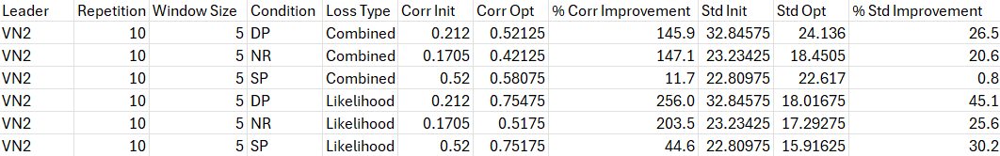 Leader Repetition Window Size Condition Loss Type Corr Init Corr Opt % Corr Improvement Std Init Std Opt % Std Improvement
VN2 10 5 DP Combined 0.212 0.52125 145.9 32.84575 24.136 26.5
VN2 10 5 NR Combined 0.1705 0.42125 147.1 23.23425 18.4505 20.6
VN2 10 5 SP Combined 0.52 0.58075 11.7 22.80975 22.617 0.8
VN2 10 5 DP Likelihood 0.212 0.75475 256.0 32.84575 18.01675 45.1
VN2 10 5 NR Likelihood 0.1705 0.5175 203.5 23.23425 17.29275 25.6
VN2 10 5 SP Likelihood 0.52 0.75175 44.6 22.80975 15.91625 30.2